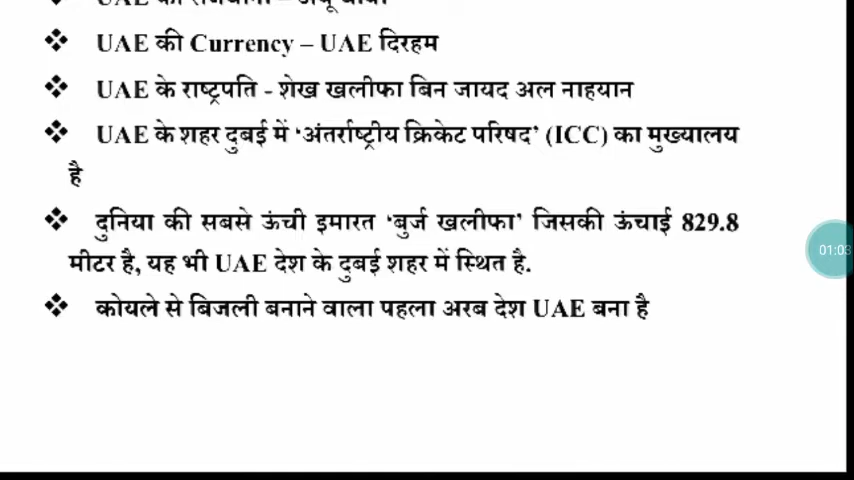 ❖ UAE की Currency – UAE दिरहम
❖ UAE के राष्ट्रपति - शेख खलीफा बिन जायद अल नाहयान
❖ UAE के शहर दुबई में ‘अंतर्राष्ट्रीय क्रिकेट परिषद’ (ICC) का मुख्यालय
है
❖ दुनिया की सबसे ऊंची इमारत ‘बुर्ज खलीफा’ जिसकी ऊंचाई 829.8
मीटर है, यह भी UAE देश के दुबई शहर में स्थित है.
❖ कोयले से बिजली बनाने वाला पहला अरब देश UAE बना है
01:03